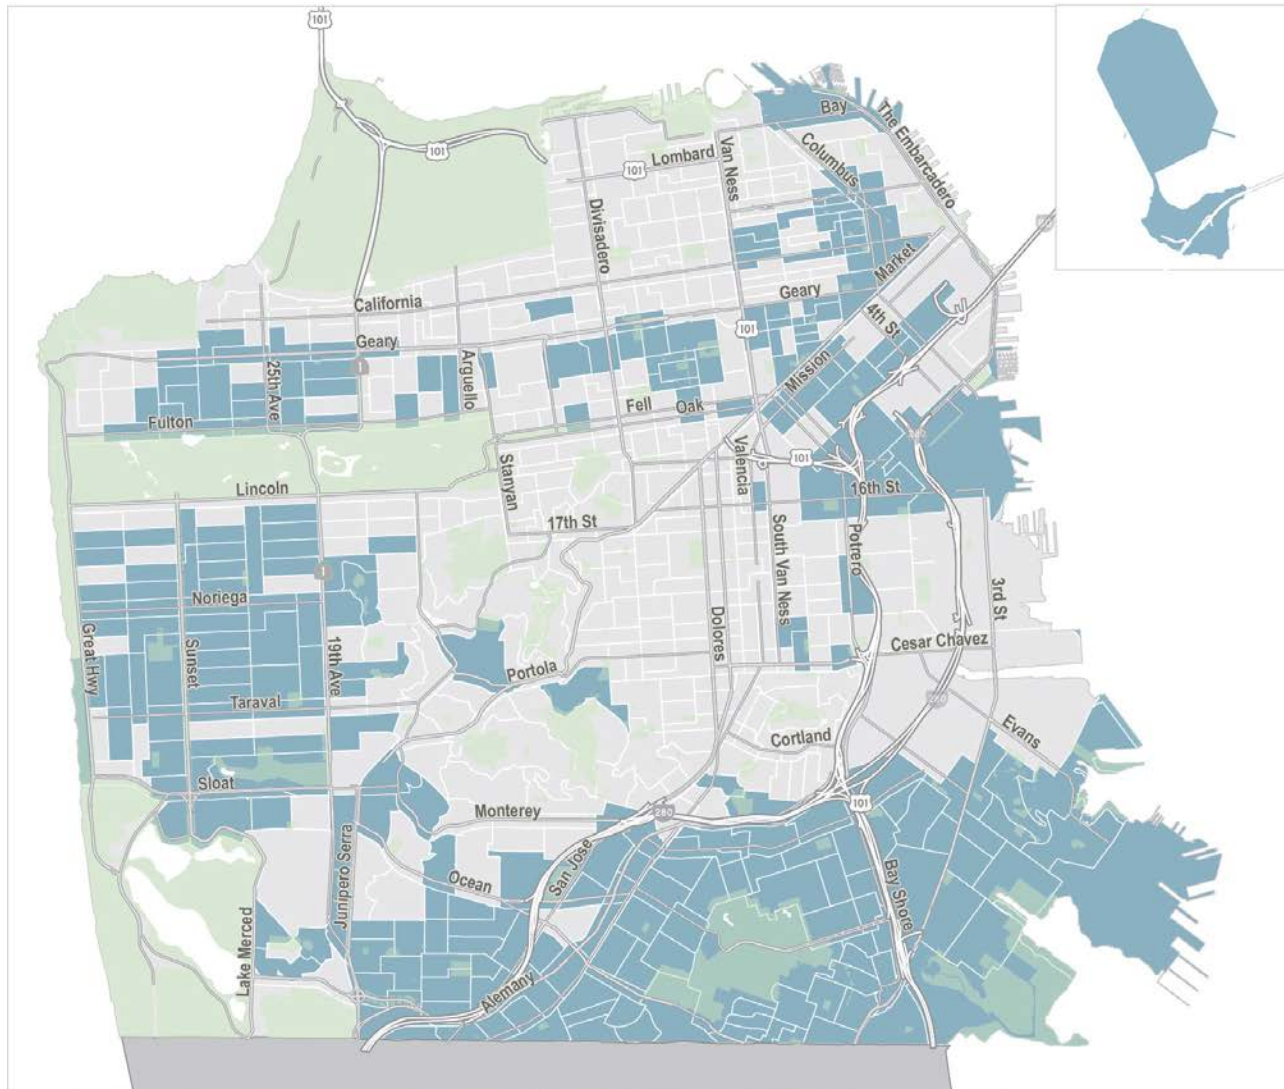 101
Bay
The Embarcadero
101
Lombard
Van Ness
Columbus
101
Divisadero
Market
California
Geary
Geary
4th St
101
25th Ave
1
Arguello
Mission
Fulton
Fell
Oak
Stanyan
Valencia
101
280
Lincoln
16th St
17th St
South Van Ness
Potrero
1
3rd St
Noriega
Great Hwy
Sunset
19th Ave
Dolores
Cesar Chavez
Portola
Taraval
Evans
Cortland
Sloat
Monterey
280
101
Junipero Serra
San Jose
Ocean
Bay Shore
Lake Merced
Alemany